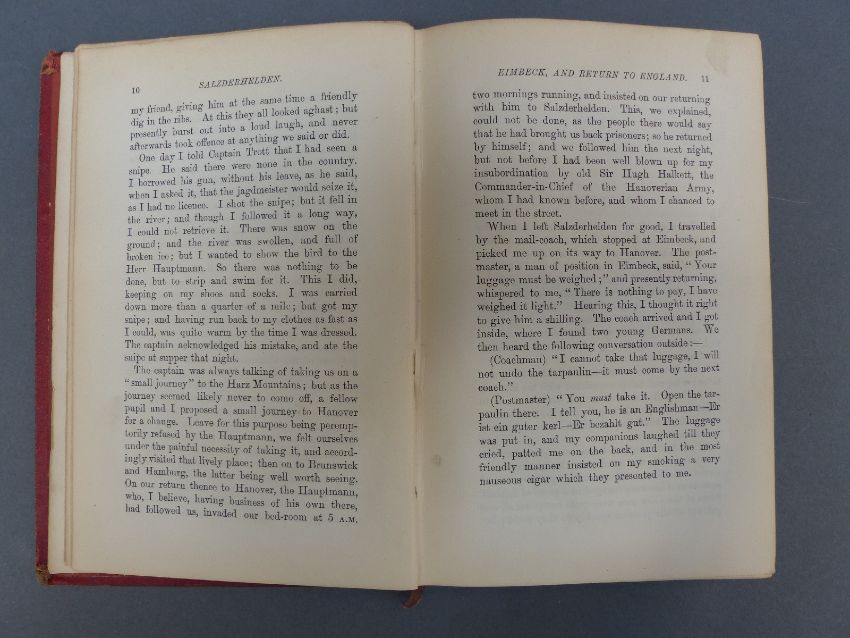 10
SALZDERHELDEN.
my friend, giving him at the same time a friendly
dig in the ribs. At this they all looked aghast; but
presently burst out into a loud laugh, and never
afterwards took offence at anything we said or did.
One day I told Captain Trott that I had seen a
snipe. He said there were none in the country.
I borrowed his gun, without his leave, as he said,
when I asked it, that the jagdmeister would seize it,
as I had no licence. I shot the snipe; but it fell in
the river; and though I followed it a long way,
I could not retrieve it. There was snow on the
ground; and the river was swollen, and full of
broken ice; but I wanted to show the bird to the
Herr Hauptmann. So there was nothing to be
done, but to strip and swim for it. This I did,
keeping on my shoes and socks. I was carried
down more than a quarter of a mile; but got my
snipe; and having run back to my clothes as fast as
I could, was quite warm by the time I was dressed.
The captain acknowledged his mistake, and ate the
snipe at supper that night.
The captain was always talking of taking us on a
"small journey" to the Harz Mountains; but as the
journey seemed likely never to come off, a fellow
pupil and I proposed a small journey to Hanover
for a change. Leave for this purpose being peremp-
torily refused by the Hauptmann, we felt ourselves
under the painful necessity of taking it, and accord-
ingly visited that lively place; then on to Brunswick
and Hamburg, the latter being well worth seeing.
On our return thence to Hanover, the Hauptmann,
who, I believe, having business of his own there,
had followed us, invaded our bed-room at 5 A.M.
EIMBECK, AND RETURN TO ENGLAND.
11
two mornings running, and insisted on our returning
with him to Salzderhelden. This, we explained,
could not be done, as the people there would say
that he had brought us back prisoners; so he returned
by himself; and we followed him the next night,
but not before I had been well blown up for my
insubordination by old Sir Hugh Halkett, the
Commander-in-Chief of the Hanoverian Army,
whom I had known before, and whom I chanced to
meet in the street.
When I left Salzderhelden for good, I travelled
by the mail-coach, which stopped at Eimbeck, and
picked me up on its way to Hanover. The post-
master, a man of position in Eimbeck, said, "Your
luggage must be weighed;" and presently returning,
whispered to me, "There is nothing to pay, I have
weighed it light." Hearing this, I thought it right
to give him a shilling. The coach arrived and I got
inside, where I found two young Germans. We
then heard the following conversation outside:—
(Coachman) "I cannot take that luggage, I will
not undo the tarpaulin—it must come by the next
coach."
(Postmaster) "You must take it. Open the tar-
paulin there. I tell you, he is an Englishman—Er
ist ein guter kerl—Er bezahlt gut." The luggage
was put in, and my companions laughed till they
cried, patted me on the back, and in the most
friendly manner insisted on my smoking a very
nauseous cigar which they presented to me.